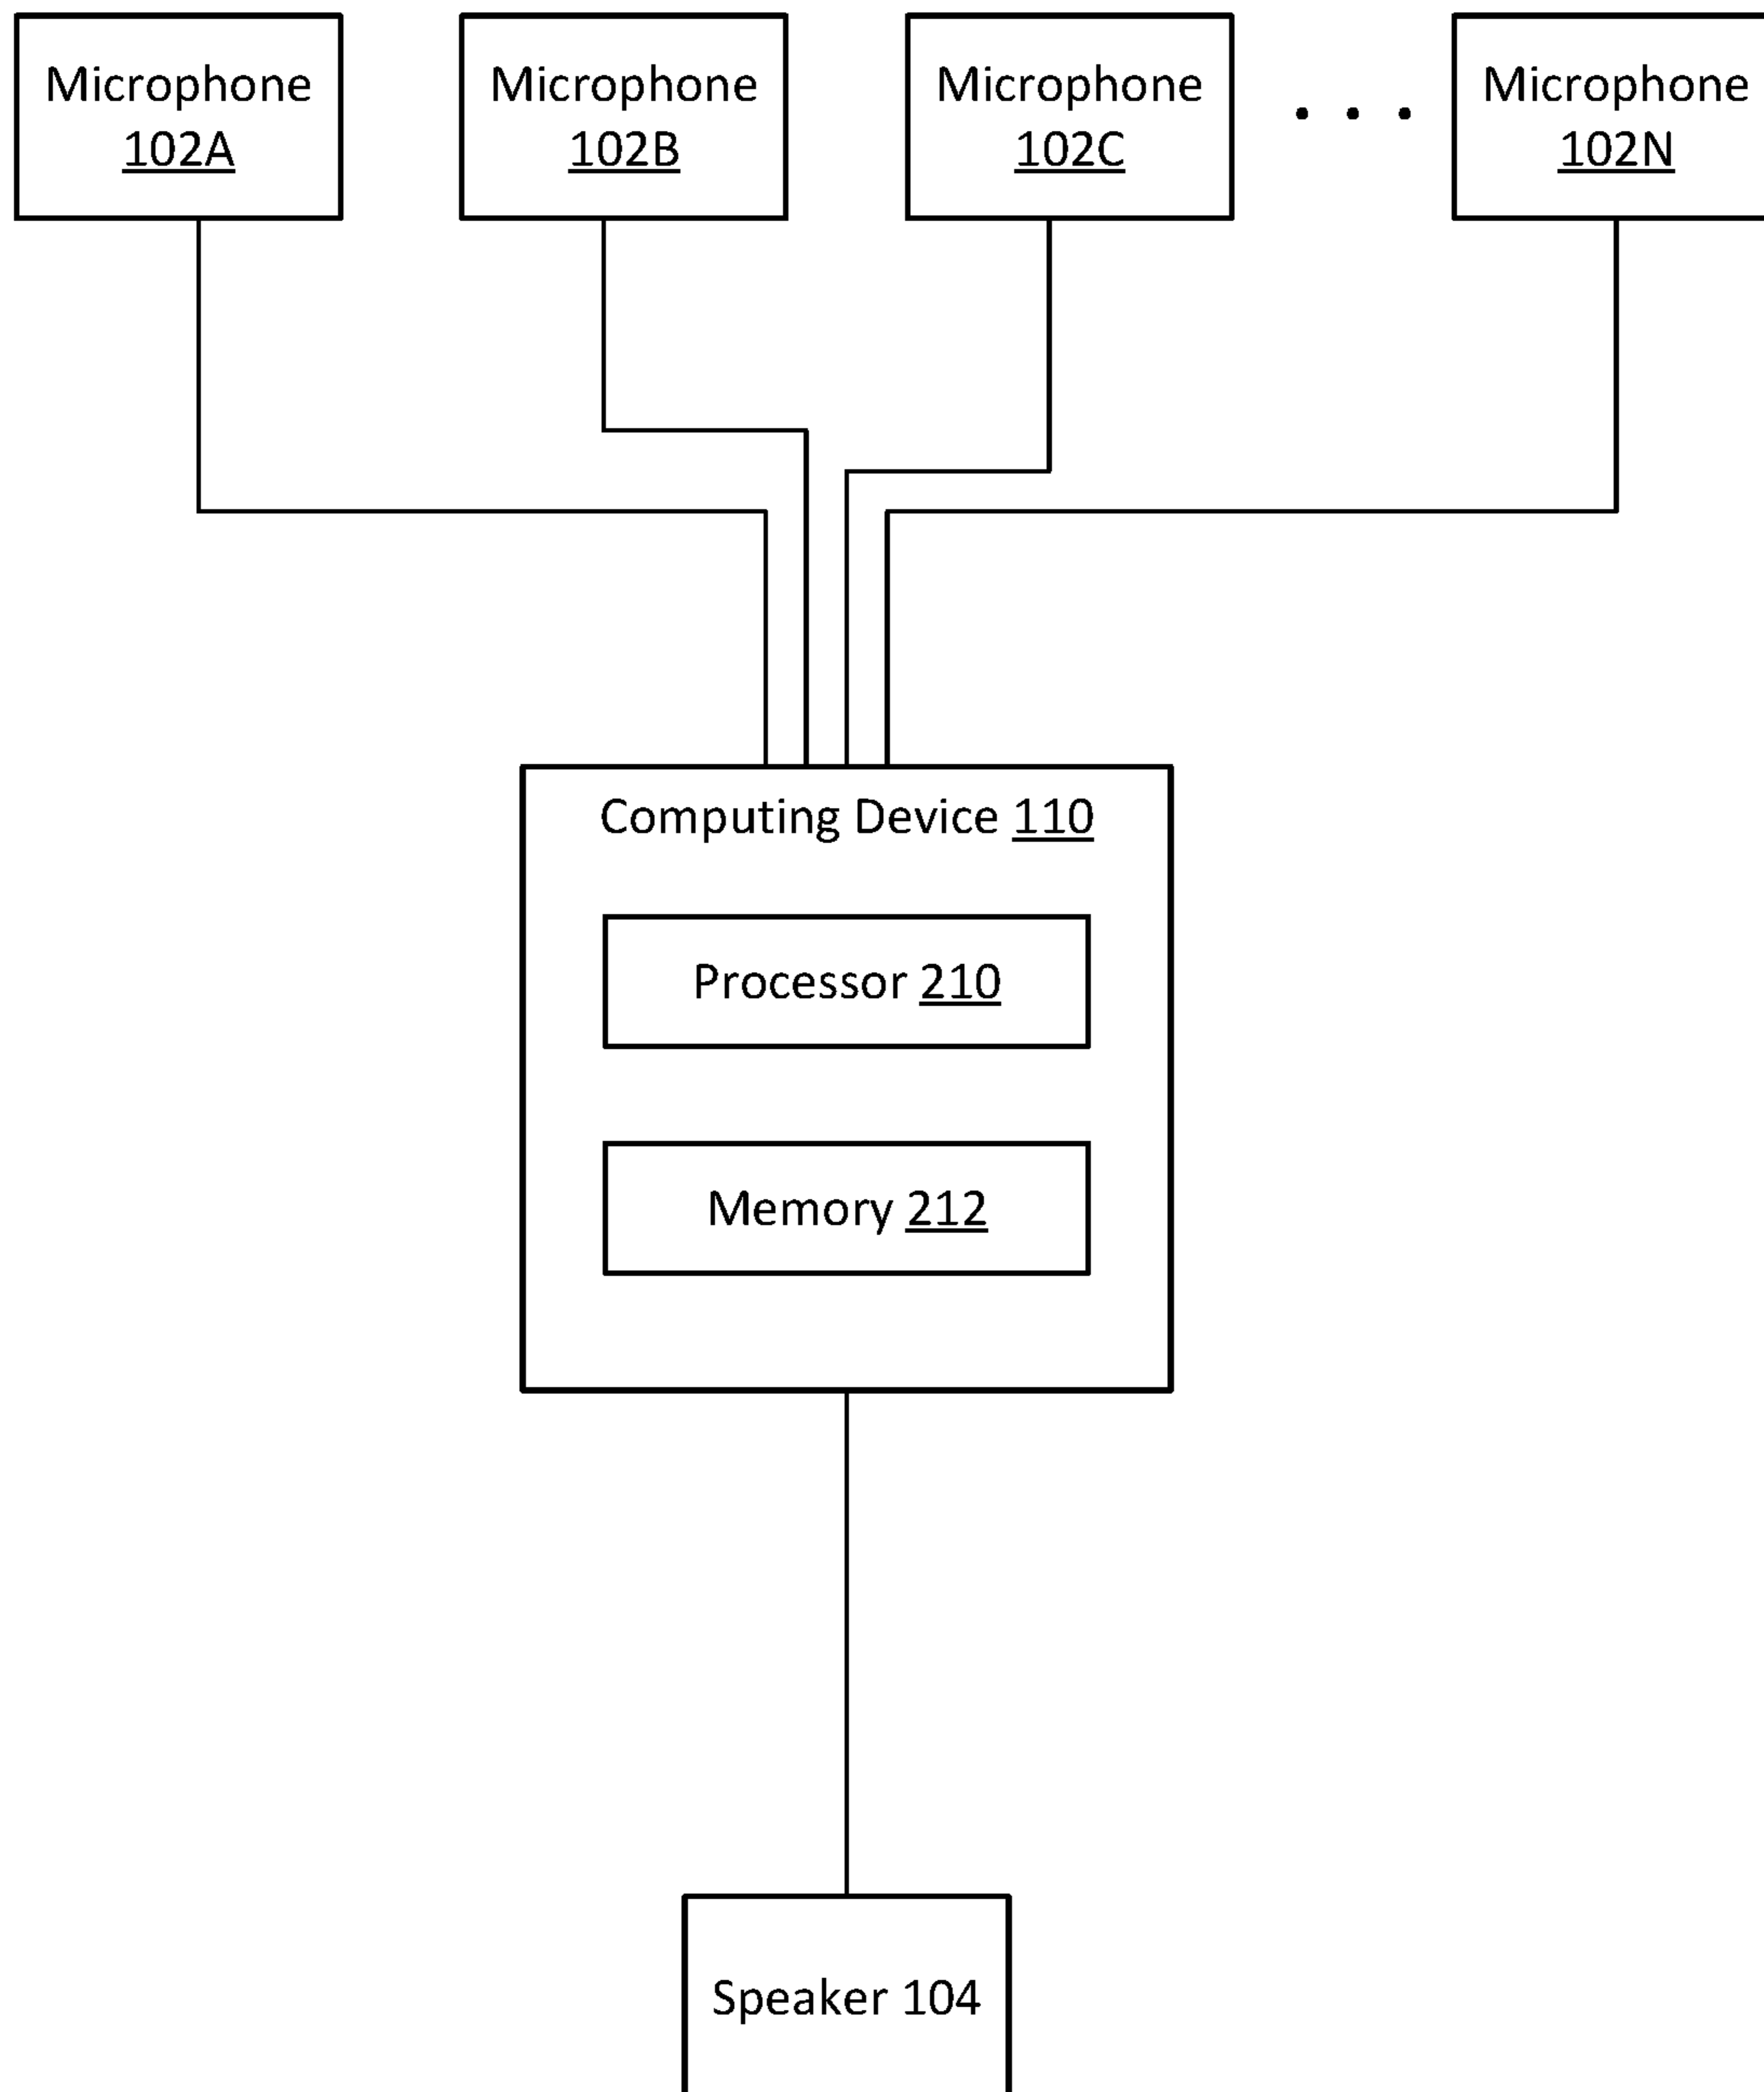 Microphone
102A
Microphone
102B
Microphone
102C
. . .
Microphone
102N
Computing Device 110
Processor 210
Memory 212
Speaker 104